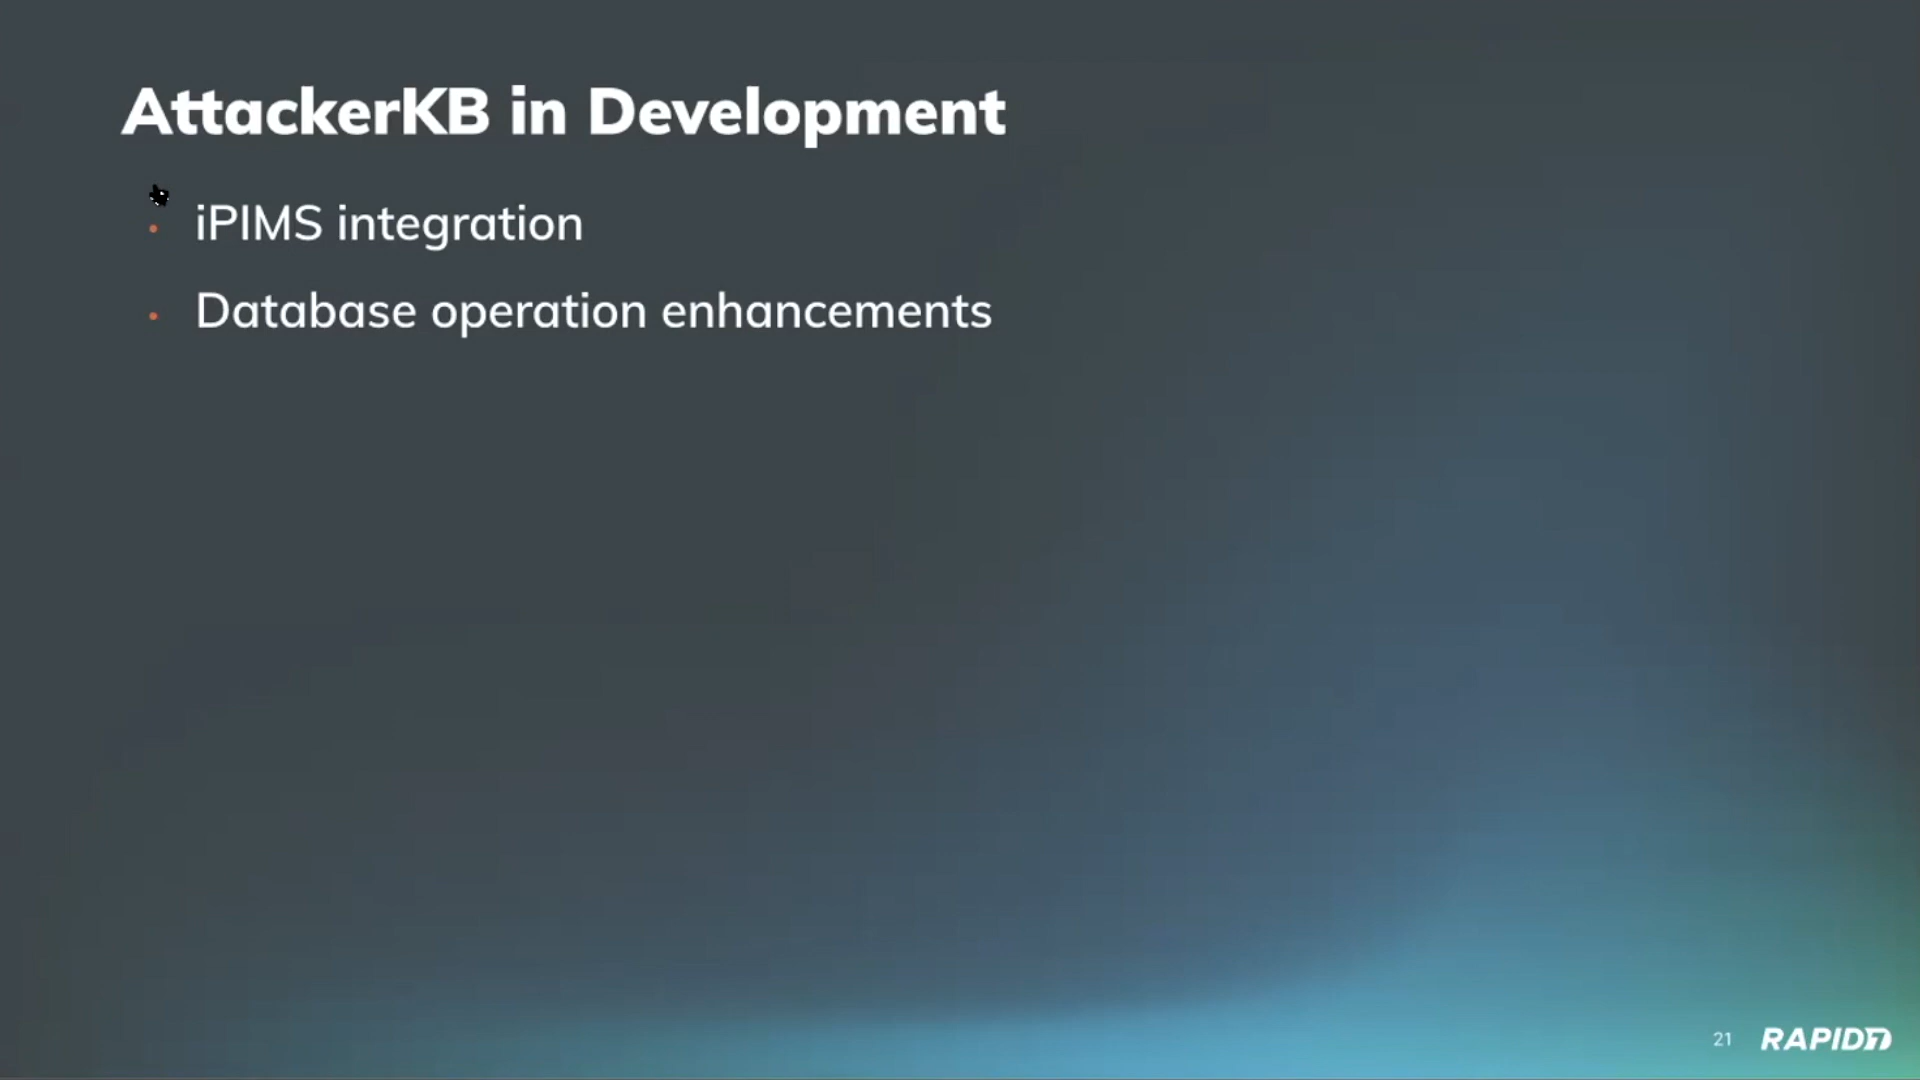 AttackerKB in Development
• iPIMS integration
• Database operation enhancements
21 RAPID7